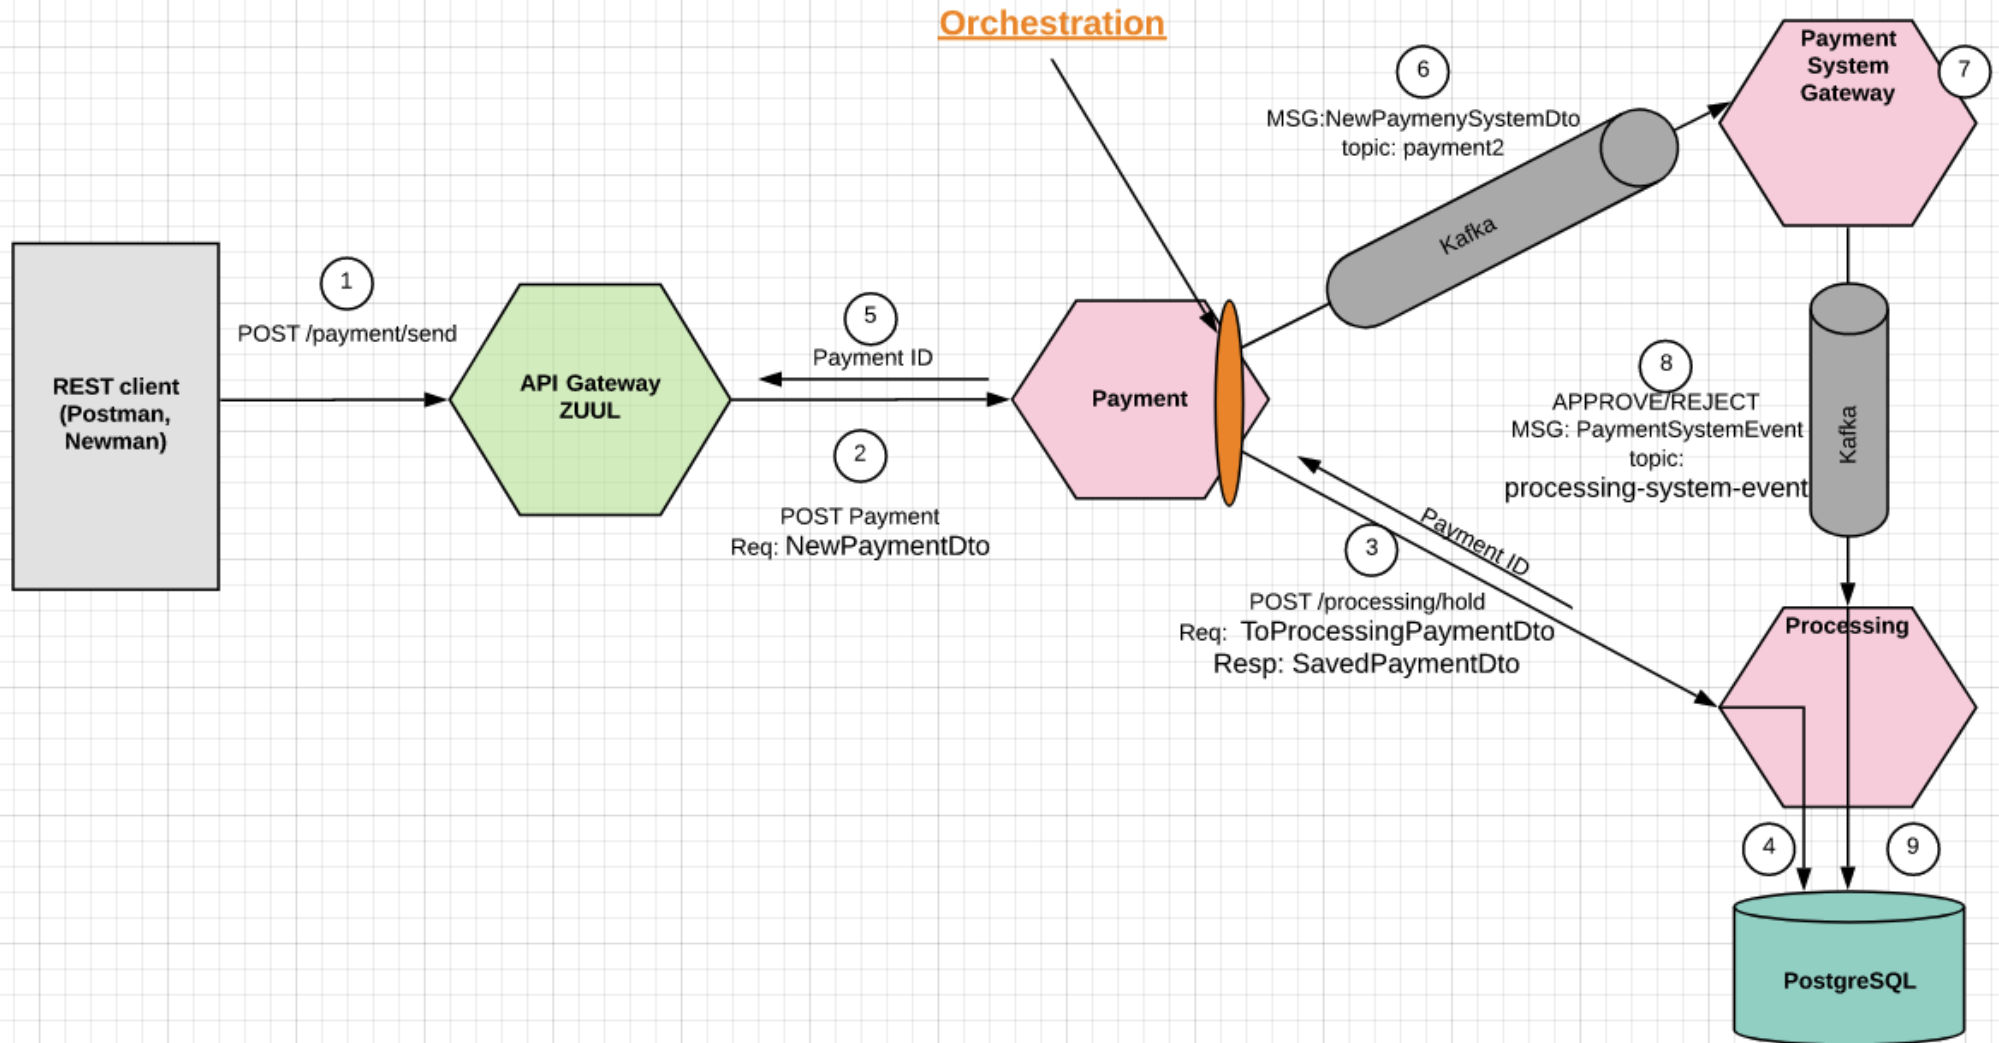 Orchestration
REST client
(Postman,
Newman)
1
POST /payment/send
API Gateway
ZUUL
5
Payment ID
2
POST Payment
Req: NewPaymentDto
Payment
6
MSG:NewPaymenySystemDto
topic: payment2
Kafka
Payment
System
Gateway
7
8
APPROVE/REJECT
MSG: PaymentSystemEvent
topic:
processing-system-event
Kafka
Payment ID
3
POST /processing/hold
Req: ToProcessingPaymentDto
Resp: SavedPaymentDto
Processing
4
9
PostgreSQL